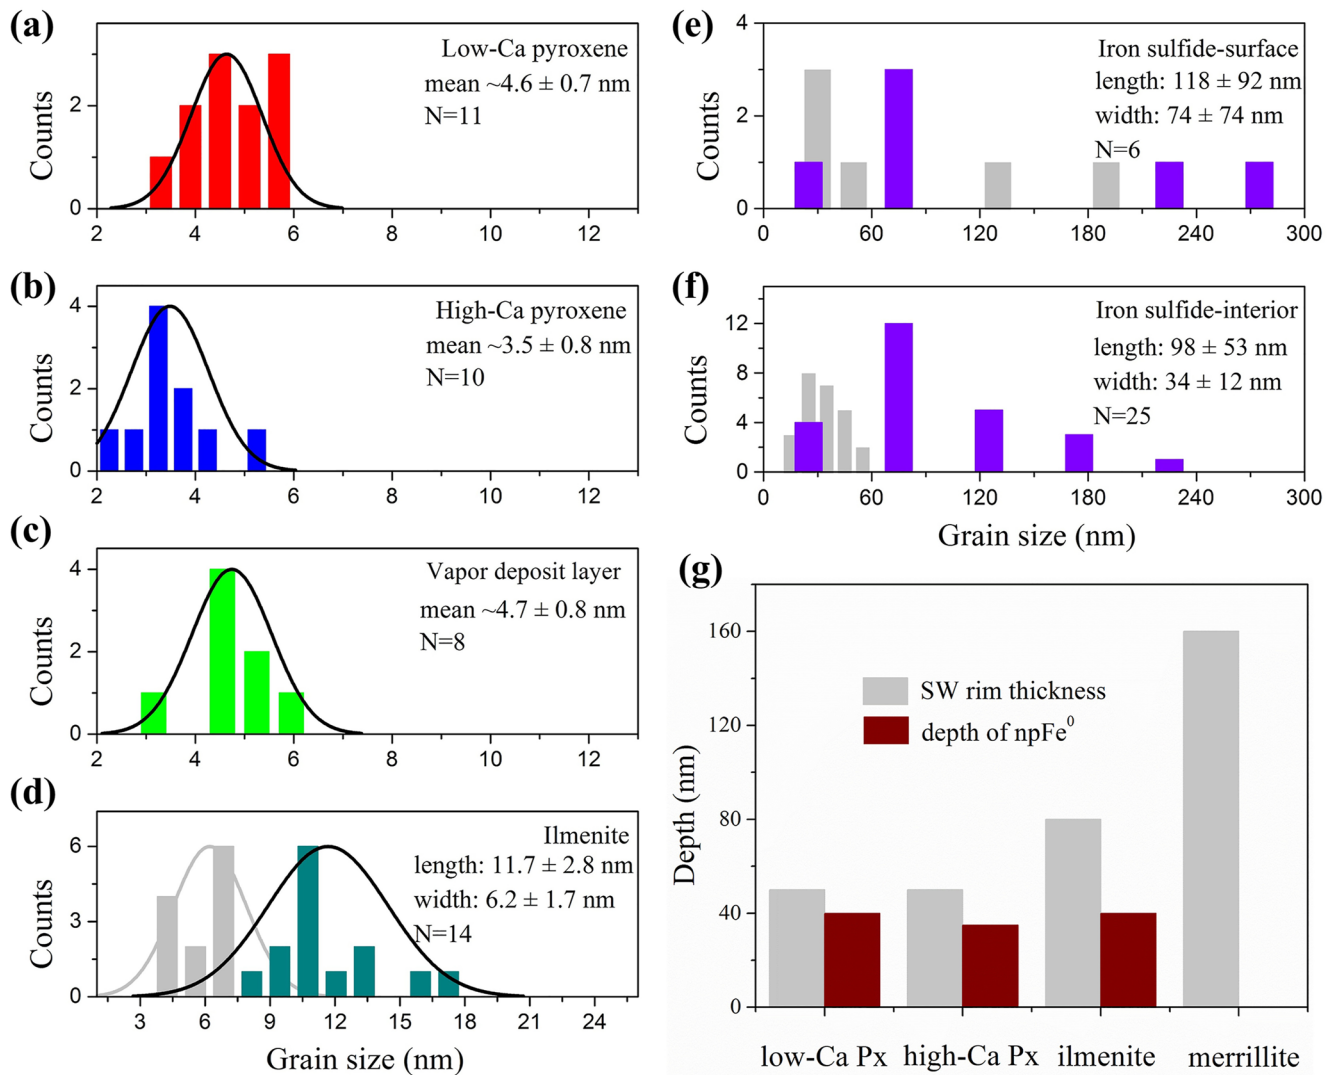 (a)
Low-Ca pyroxene
mean ~4.6 ± 0.7 nm
N=11
Counts
2
0
2 4 6 8 10 12
(b)
High-Ca pyroxene
mean ~3.5 ± 0.8 nm
N=10
Counts
4
2
0
2 4 6 8 10 12
(c)
Vapor deposit layer
mean ~4.7 ± 0.8 nm
N=8
Counts
4
2
0
2 4 6 8 10 12
(d)
Ilmenite
length: 11.7 ± 2.8 nm
width: 6.2 ± 1.7 nm
N=14
Counts
6
3
0
3 6 9 12 15 18 21 24
Grain size (nm)
(e)
Iron sulfide-surface
length: 118 ± 92 nm
width: 74 ± 74 nm
N=6
Counts
4
2
0
0 60 120 180 240 300
(f)
Iron sulfide-interior
length: 98 ± 53 nm
width: 34 ± 12 nm
N=25
Counts
12
8
4
0
0 60 120 180 240 300
Grain size (nm)
(g)
SW rim thickness
depth of npFe⁰
Depth (nm)
160
120
80
40
0
low-Ca Px high-Ca Px ilmenite merrillite